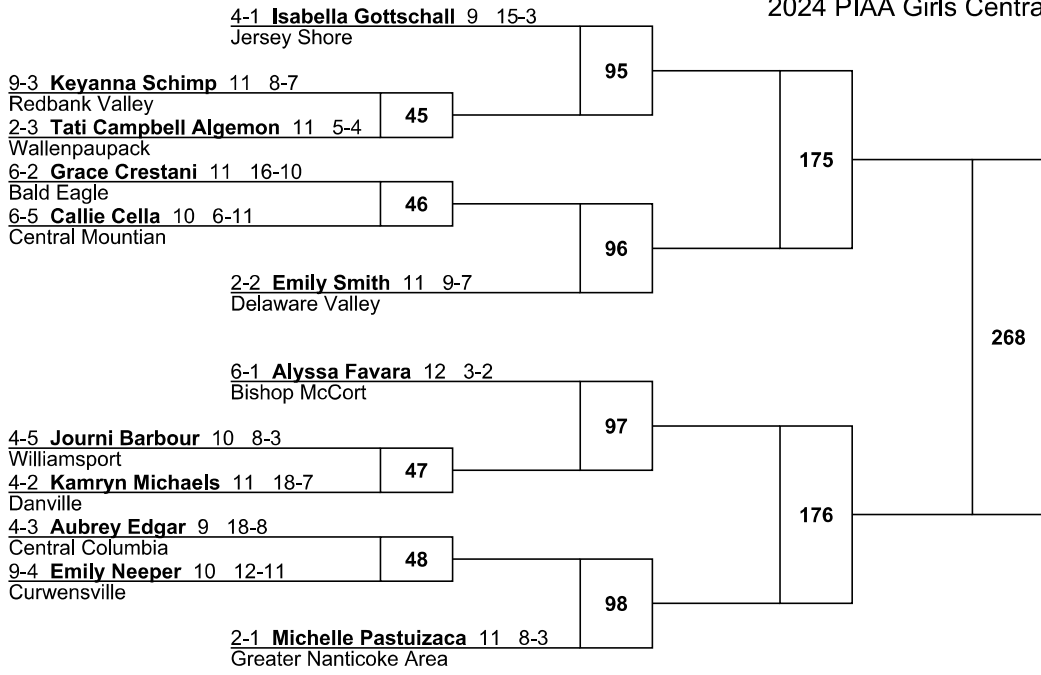 2024 PIAA Girls Centra
4-1 Isabella Gottschall 9 15-3
Jersey Shore
95
9-3 Keyanna Schimp 11 8-7
Redbank Valley
45
2-3 Tati Campbell Algemon 11 5-4
Wallenpaupack
175
6-2 Grace Crestani 11 16-10
Bald Eagle
46
6-5 Callie Cella 10 6-11
Central Mountian
96
2-2 Emily Smith 11 9-7
Delaware Valley
268
6-1 Alyssa Favara 12 3-2
Bishop McCort
97
4-5 Journi Barbour 10 8-3
Williamsport
47
4-2 Kamryn Michaels 11 18-7
Danville
176
4-3 Aubrey Edgar 9 18-8
Central Columbia
48
9-4 Emily Neeper 10 12-11
Curwensville
98
2-1 Michelle Pastuizaca 11 8-3
Greater Nanticoke Area